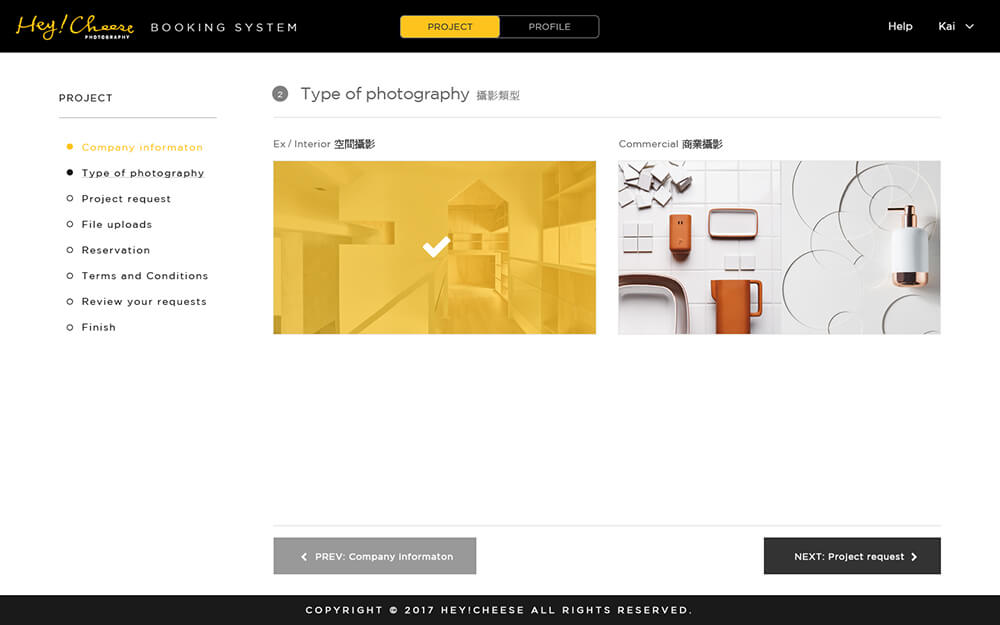 Hey! Cheese
PHOTOGRAPHY
BOOKING SYSTEM
PROJECT
PROFILE
Help
Kai
PROJECT
Company informaton
Type of photography
Project request
File uploads
Reservation
Terms and Conditions
Review your requests
Finish
2 Type of photography 攝影類型
Ex / Interior 空間攝影
Commercial 商業攝影
PREV: Company informaton
NEXT: Project request
COPYRIGHT © 2017 HEY!CHEESE ALL RIGHTS RESERVED.